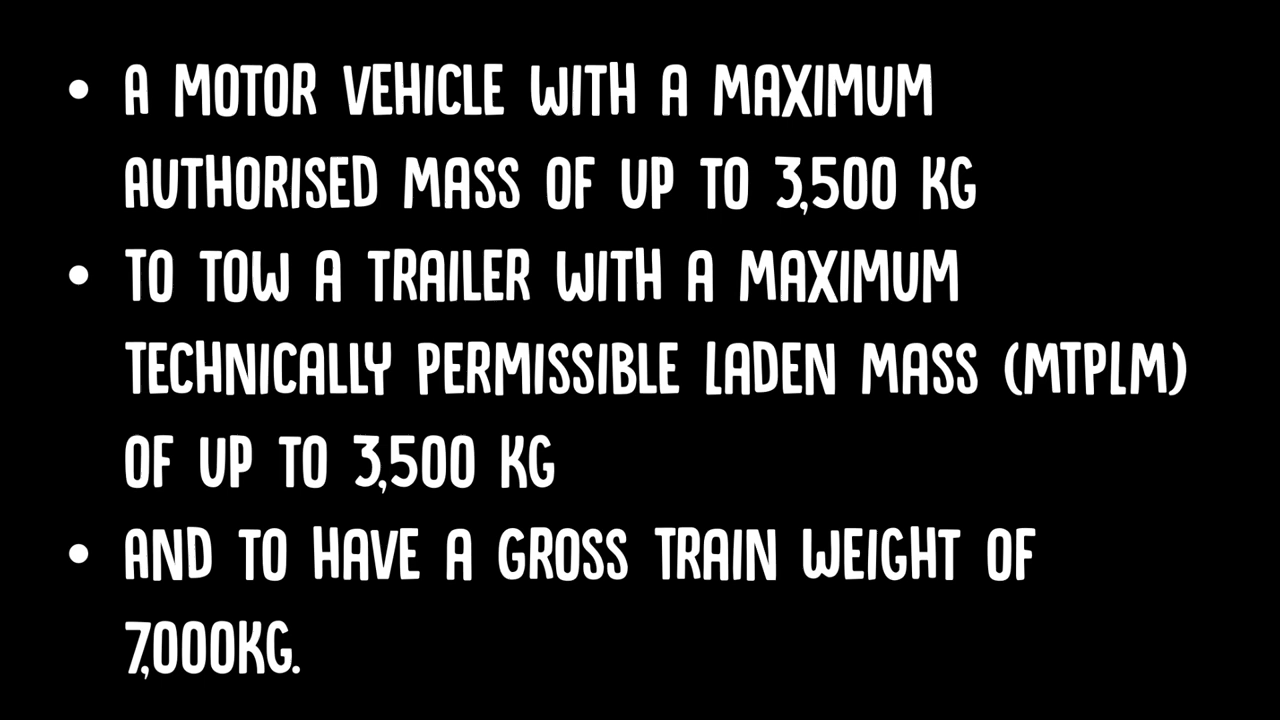 • A MOTOR VEHICLE WITH A MAXIMUM
AUTHORISED MASS OF UP TO 3,500 KG
• TO TOW A TRAILER WITH A MAXIMUM
TECHNICALLY PERMISSIBLE LADEN MASS (MTPLM)
OF UP TO 3,500 KG
• AND TO HAVE A GROSS TRAIN WEIGHT OF
7,000KG.